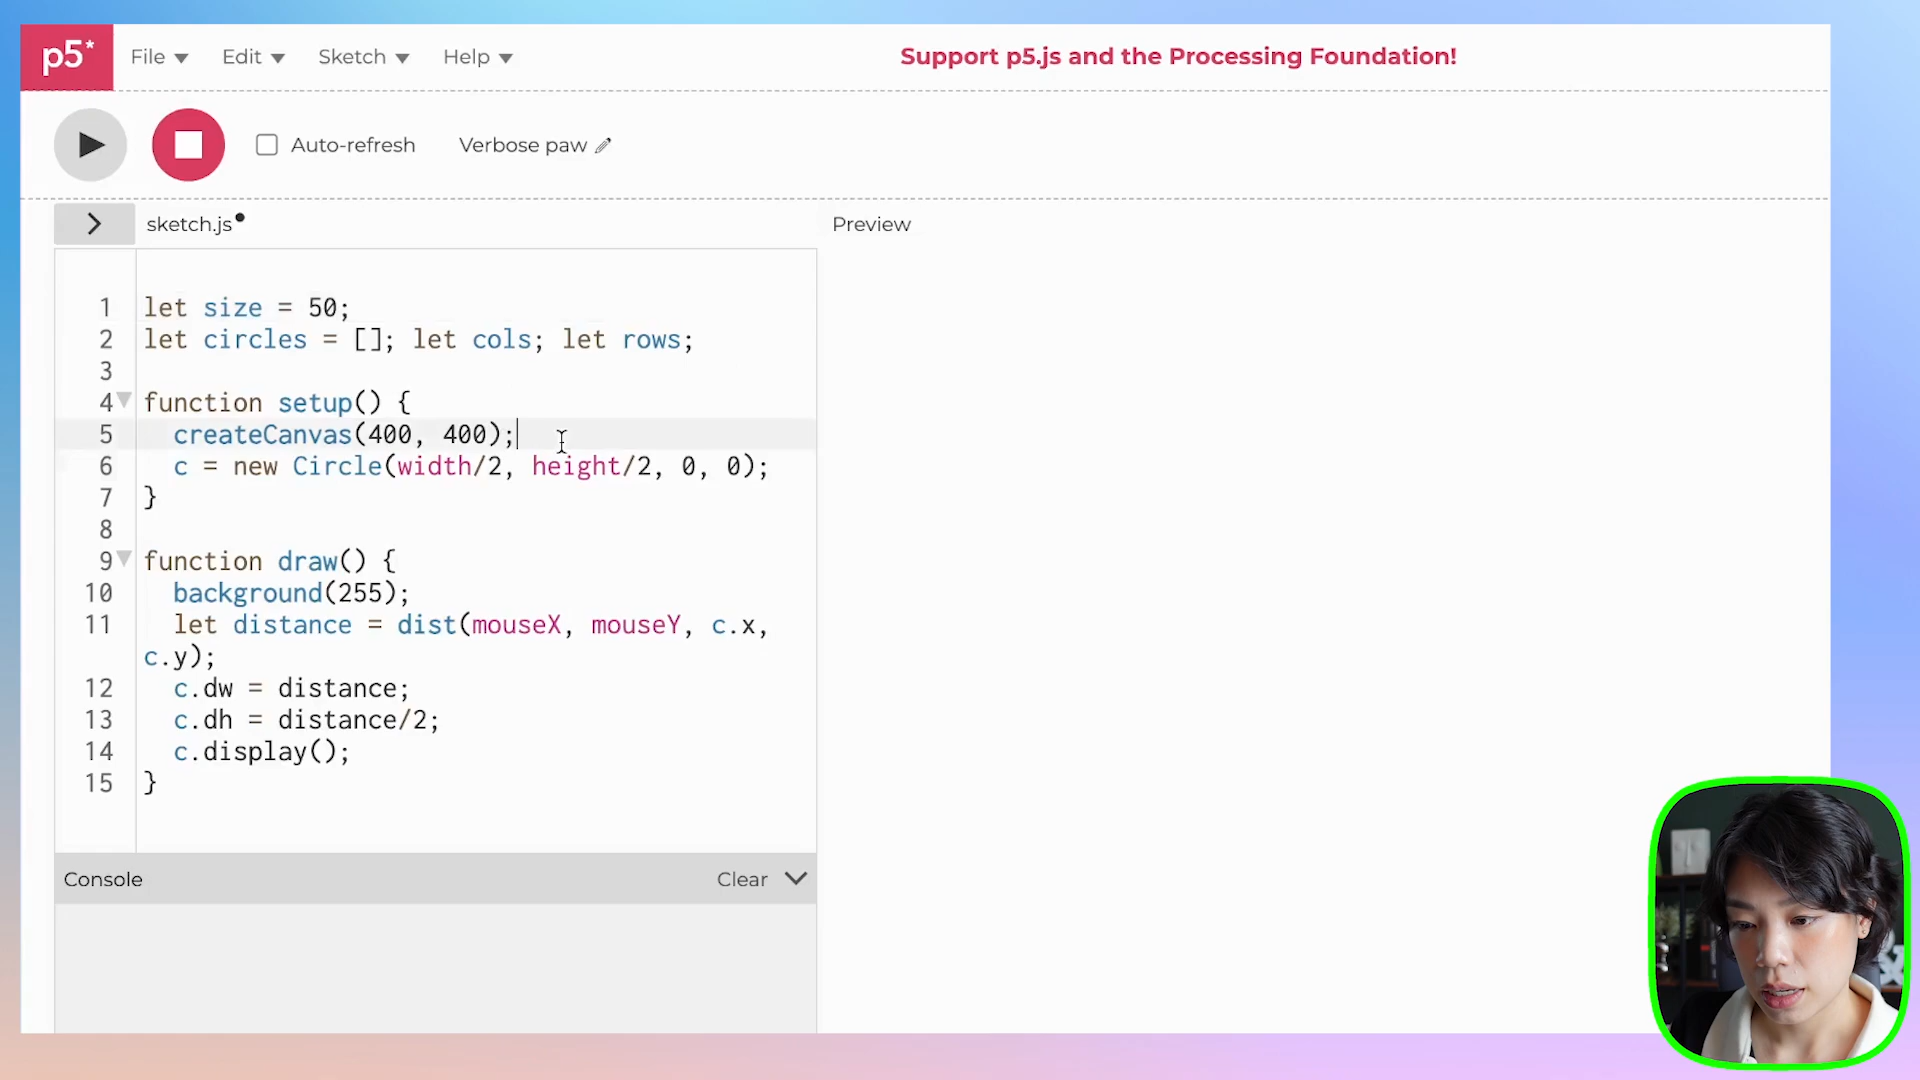 p5* File Edit Sketch Help Support p5.js and the Processing Foundation!
Auto-refresh Verbose paw
sketch.js Preview
1 let size = 50;
2 let circles = []; let cols; let rows;
3
4 function setup() {
5 createCanvas(400, 400);
6 c = new Circle(width/2, height/2, 0, 0);
7 }
8
9 function draw() {
10 background(255);
11 let distance = dist(mouseX, mouseY, c.x,
c.y);
12 c.dw = distance;
13 c.dh = distance/2;
14 c.display();
15 }
Console Clear